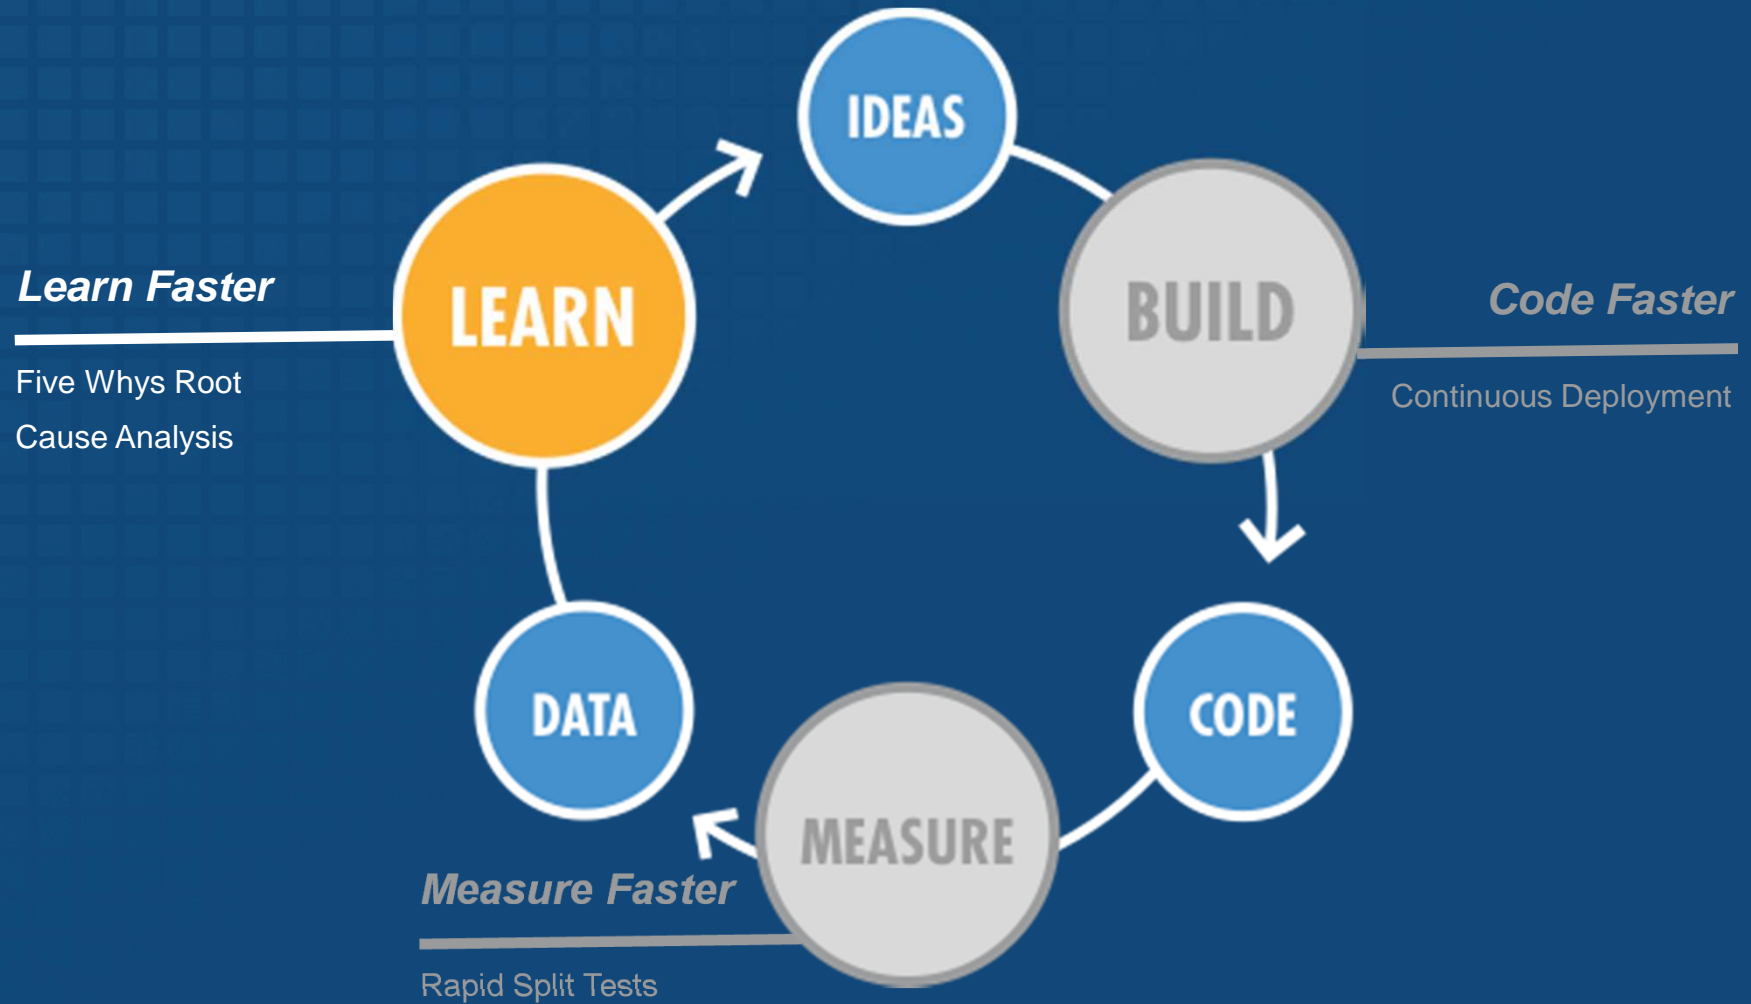 IDEAS
LEARN
BUILD
Learn Faster
Code Faster
Five Whys Root
Cause Analysis
Continuous Deployment
DATA
CODE
MEASURE
Measure Faster
Rapid Split Tests